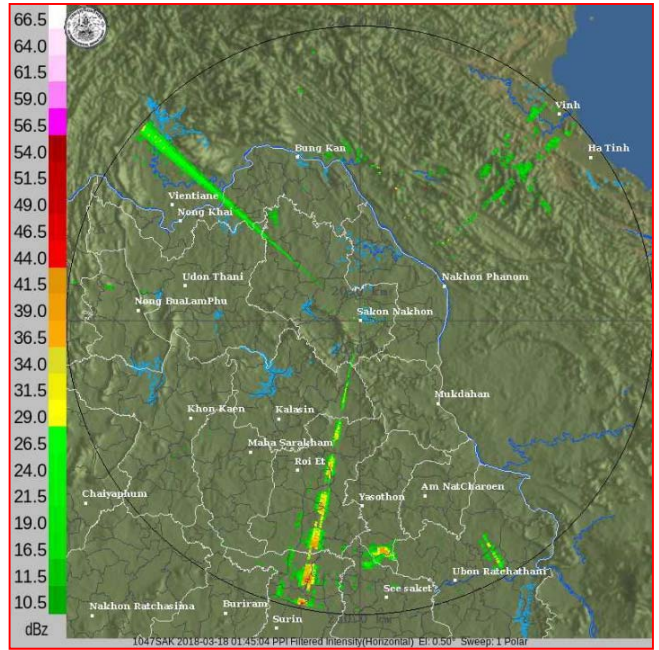 66.5
64.0
61.5
59.0
56.5
54.0
51.5
49.0
46.5
44.0
41.5
39.0
36.5
34.0
31.5
29.0
26.5
24.0
21.5
19.0
16.5
11.5
10.5
dBz
Vinh
Ha Tinh
Bung Kan
Vientiane
Nong Khai
Udon Thani
Nakhon Phanom
Nong BuaLamPhu
Sakon Nakhon
Mukdahan
Khon Kaen
Kalasin
Maha Sarakham
Roi Et
Am NatCharoen
Chaiyaphum
Yasothon
Ubon Ratchathani
See saket
Nakhon Ratchasima
Buriram
Surin
1047SAK 2018-03-18 01:45:04 PPI Filtered Intensity(Horizontal) El: 0.50° Sweep: 1 Polar